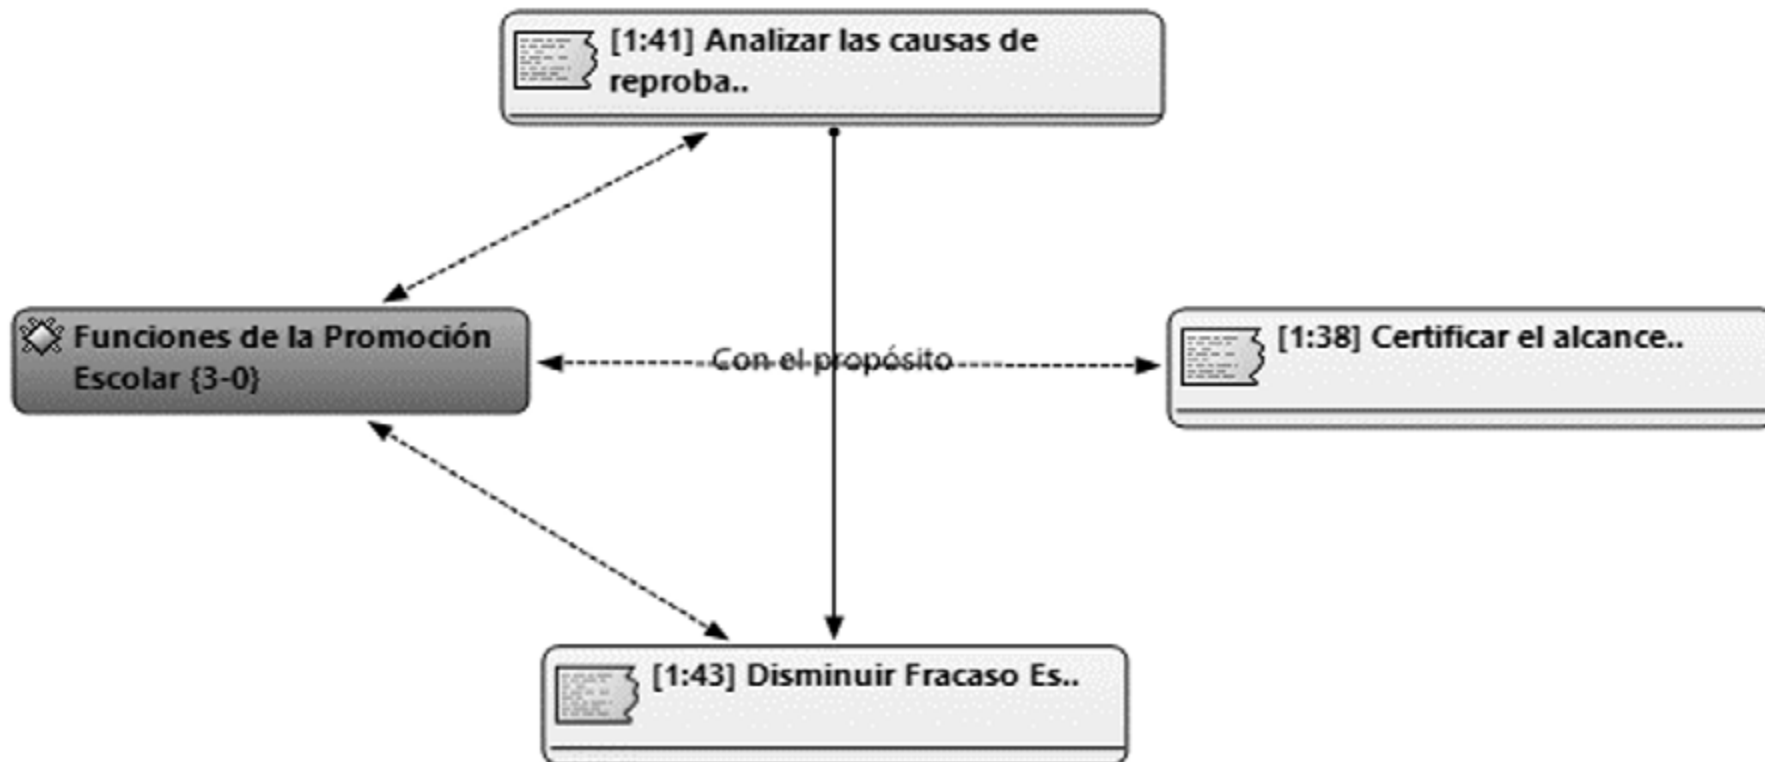 [1:41] Analizar las causas de
reproba..
Funciones de la Promoción
Escolar {3-0}
Con el propósito
[1:38] Certificar el alcance..
[1:43] Disminuir Fracaso Es..